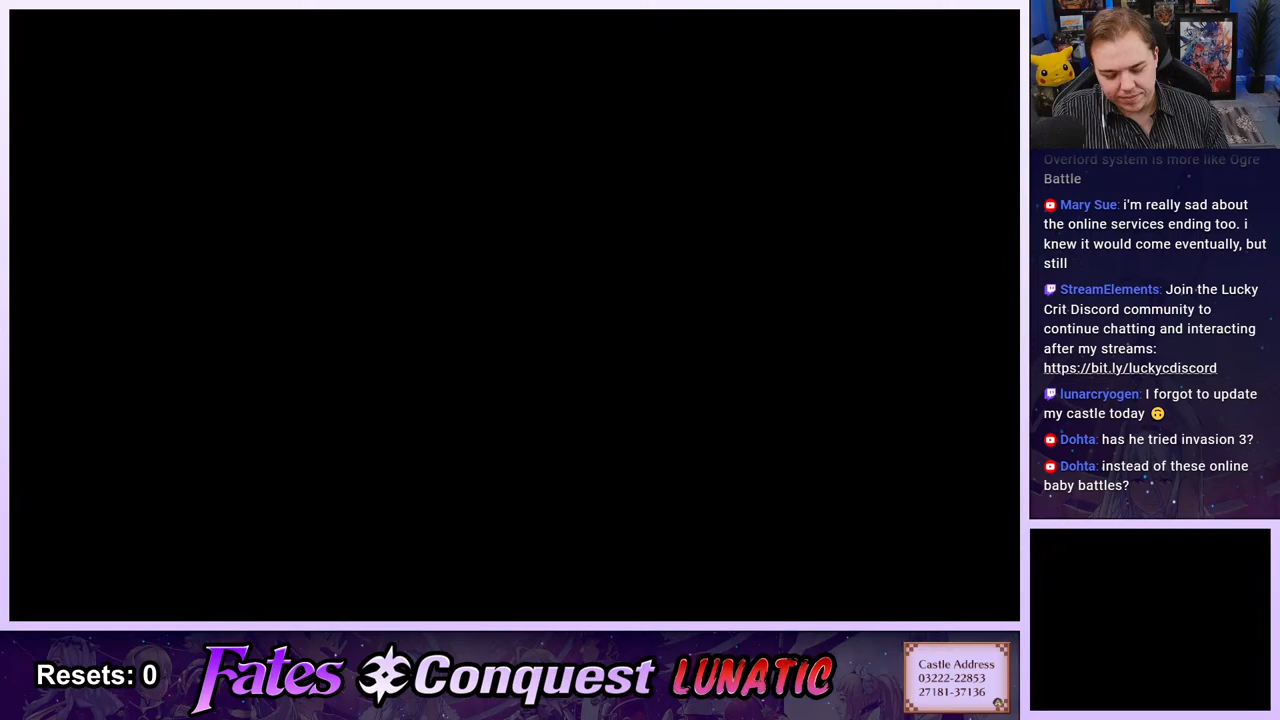 Overlord system is more like Ogre
Battle
Mary Sue: i'm really sad about
the online services ending too. i
knew it would come eventually, but
still
StreamElements: Join the Lucky
Crit Discord community to
continue chatting and interacting
after my streams:
https://bit.ly/luckycdiscord
lunarcryogen: I forgot to update
my castle today 🙃
Dohta: has he tried invasion 3?
Dohta: instead of these online
baby battles?
Resets: 0
Fates Conquest LUNATIC
Castle Address
03222-22853
27181-37136